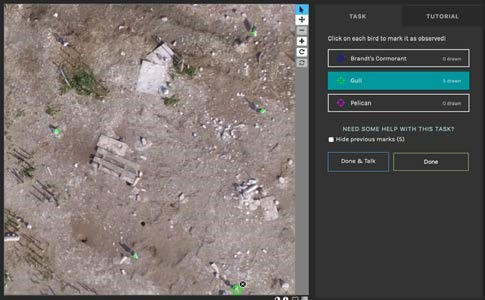 TASK
TUTORIAL
Click on each bird to mark it as observed!
Brandt's Cormorant
0 drawn
Gull
5 drawn
Pelican
0 drawn
NEED SOME HELP WITH THIS TASK?
Hide previous marks (5)
Done & Talk
Done